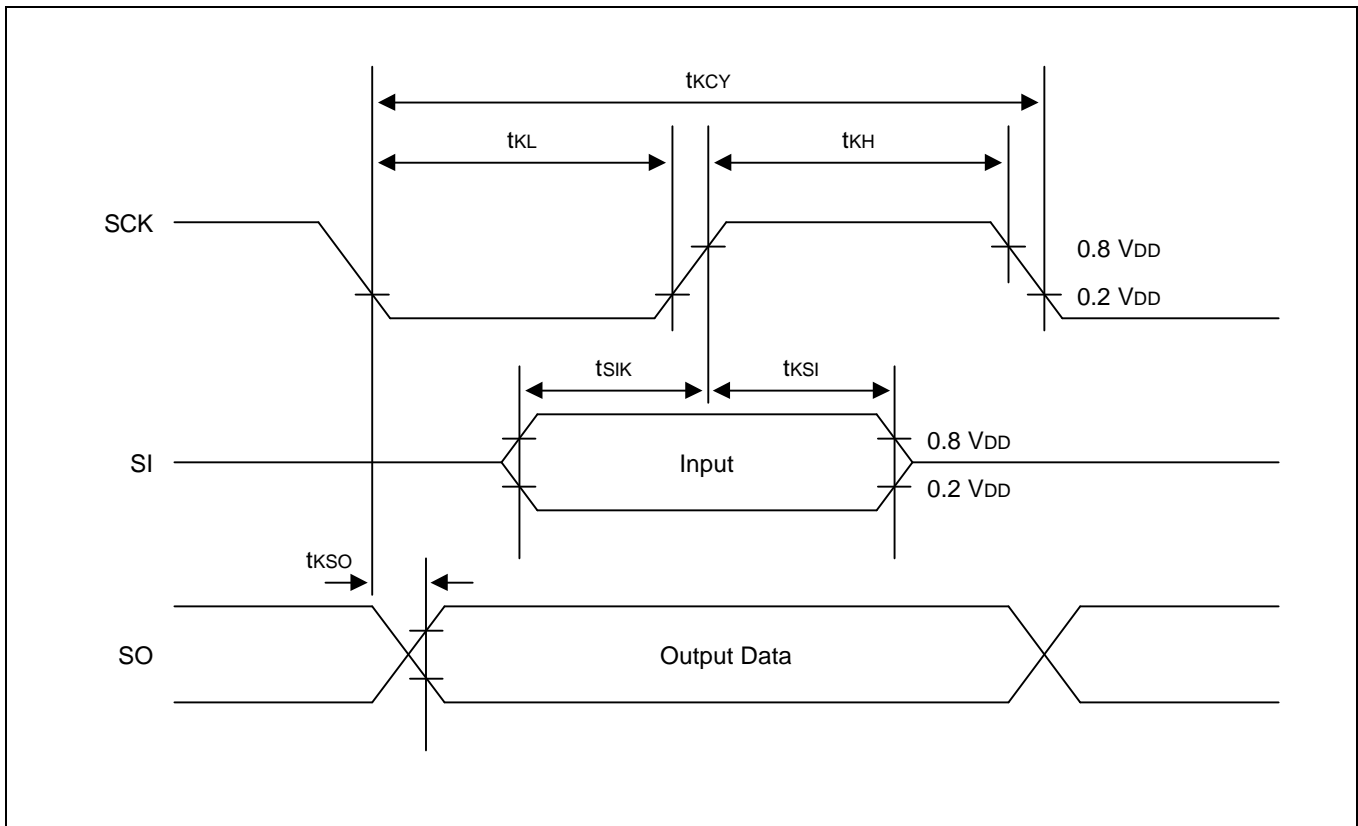 tKCY
tKL
tKH
SCK
0.8 VDD
0.2 VDD
tSIK
tKSI
SI
Input
0.8 VDD
0.2 VDD
tKSO
SO
Output Data